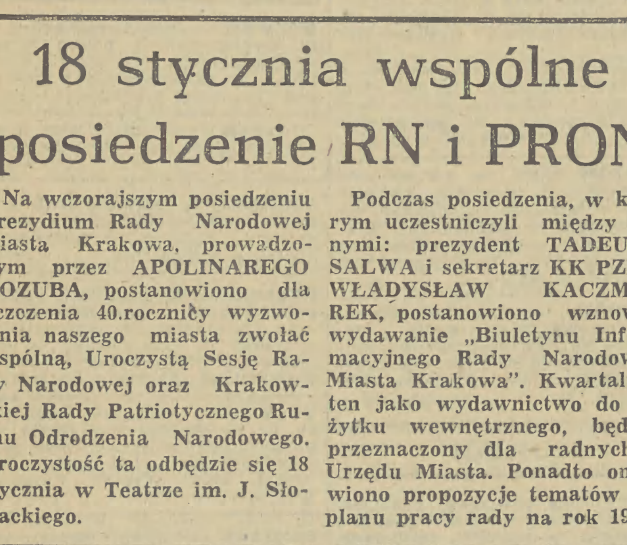 18 stycznia wspólne
posiedzenie RN i PRON
Na wczorajszym posiedzeniu
rezydium Rady Narodowej
iasta Krakowa, prowadzo-
ym przez APOLINAREGO
OZUBA, postanowiono dla
czczenia 40.rocznicy wyzwo-
nia naszego miasta zwołać
spólną, Uroczystą Sesję Ra-
y Narodowej oraz Krakow-
kiej Rady Patriotycznego Ru-
hu Odrodzenia Narodowego.
roczystość ta odbędzie się 18
ycznia w Teatrze im. J. Sło-
ackiego.
Podczas posiedzenia, w k
rym uczestniczyli między
nymi: prezydent TADEU
SALWA i sekretarz KK PZ
WŁADYSŁAW KACZM
REK, postanowiono wznow
wydawanie „Biuletynu Inf
macyjnego Rady Narodow
Miasta Krakowa”. Kwartal
ten jako wydawnictwo do
żytku wewnętrznego, będ
przeznaczony dla radnych
Urzędu Miasta. Ponadto om
wiono propozycje tematów
planu pracy rady na rok 19